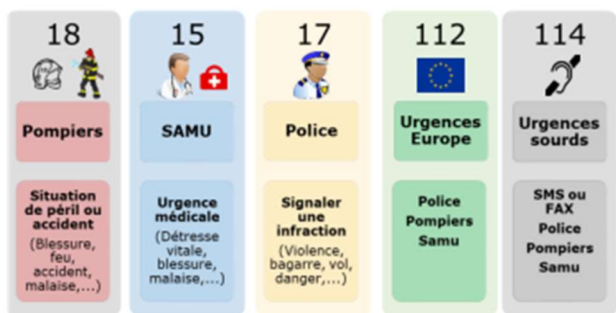 18
Pompiers
Situation
de péril ou
accident
(Blessure,
feu,
accident,
malaise,...)
15
SAMU
Urgence
médicale
(Détresse
vitale,
blessure,
malaise,...)
17
Police
Signaler
une
infraction
(Violence,
bagarre, vol,
danger,...)
112
Urgences
Europe
Police
Pompiers
Samu
114
Urgences
sourds
SMS ou
FAX
Police
Pompiers
Samu